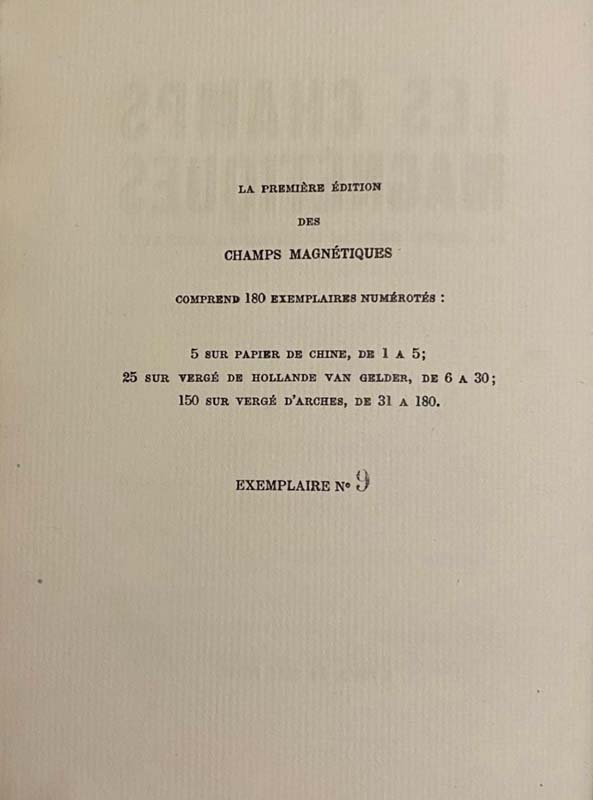 LA PREMIÈRE ÉDITION
DES
CHAMPS MAGNÉTIQUES
COMPREND 180 EXEMPLAIRES NUMÉROTÉS :
5 SUR PAPIER DE CHINE, DE 1 A 5;
25 SUR VERGÉ DE HOLLANDE VAN GELDER, DE 6 A 30;
150 SUR VERGÉ D'ARCHES, DE 31 A 180.
EXEMPLAIRE Nº 9